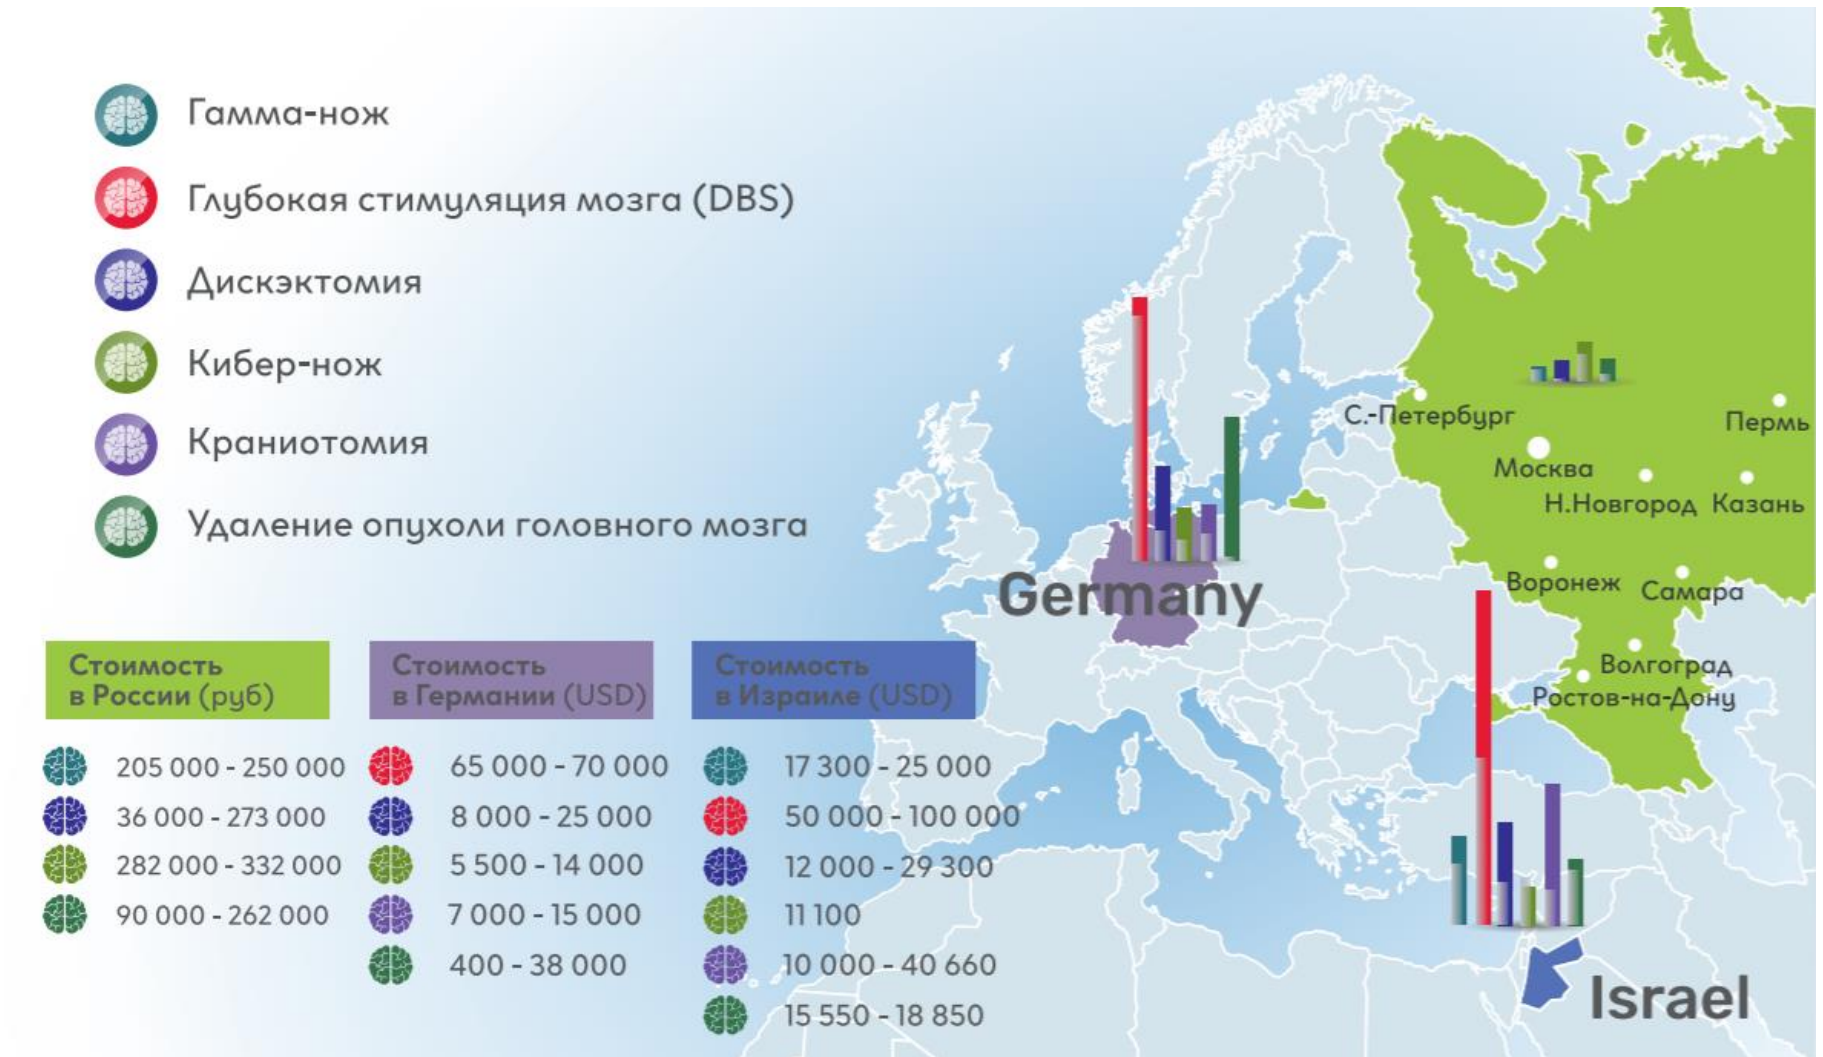 Гамма-нож
Глубокая стимуляция мозга (DBS)
Дискэктомия
Кибер-нож
Краниотомия
Удаление опухоли головного мозга
С.-Петербург
Пермь
Москва
Н.Новгород
Казань
Воронеж
Самара
Волгоград
Ростов-на-Дону
Germany
Israel
Стоимость
в России (руб)
205 000 - 250 000
36 000 - 273 000
282 000 - 332 000
90 000 - 262 000
Стоимость
в Германии (USD)
65 000 - 70 000
8 000 - 25 000
5 500 - 14 000
7 000 - 15 000
400 - 38 000
Стоимость
в Израиле (USD)
17 300 - 25 000
50 000 - 100 000
12 000 - 29 300
11 100
10 000 - 40 660
15 550 - 18 850